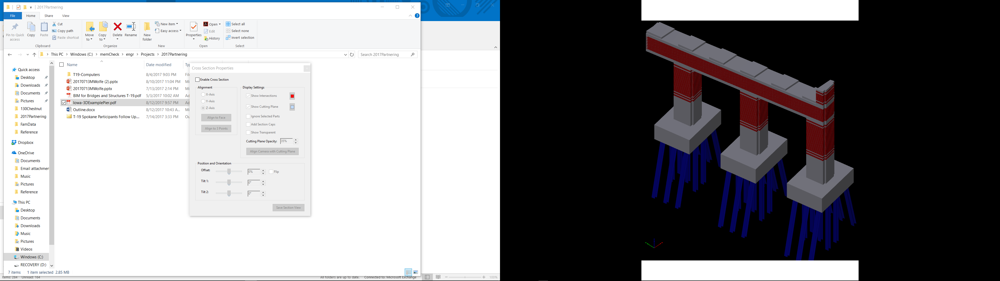 2017Partnering
File Home Share View
Pin to Quick access
Copy
Paste
Cut
Copy path
Paste shortcut
Clipboard
Move to
Copy to
Delete
Rename
Organize
New folder
New item
Easy access
New
Properties
Open
Edit
History
Open
Select all
Select none
Invert selection
Select
This PC > Windows (C:) > memCheck > engr > Projects > 2017Partnering
Search 2017Partnering
Name Date modified Ty
T19-Computers 8/4/2017 9:03 PM Fil
20170713MWolfe (2).pptx 8/10/2017 11:04 PM Mi
20170713MWolfe.pptx 7/13/2017 2:14 PM Mi
BIM for Bridges and Structures T-19.pdf 5/3/2017 10:02 AM Ad
Iowa-3DExamplePier.pdf 8/12/2017 9:57 PM Ad
Outline.docx 8/12/2017 10:43 A... Mi
T-19 Spokane Participants Follow Up.... 7/14/2017 3:33 PM Ou
Quick access
Desktop
Downloads
Documents
Pictures
130Chestnut
2017Partnering
FamData
Reference
Dropbox
OneDrive
Documents
Email attachmen
Music
Pictures
Reference
This PC
Desktop
Documents
Downloads
Music
Pictures
Videos
Windows (C:)
RECOVERY (D:)
Cross Section Properties
Enable Cross Section
Alignment
X-Axis
Y-Axis
Z-Axis
Align to Face
Align to 3 Points
Display Settings
Show Intersections
Show Cutting Plane
Ignore Selected Parts
Add Section Caps
Show Transparent
Cutting Plane Opacity: 35%
Align Camera with Cutting Plane
Position and Orientation
Offset: 0% Flip
Tilt 1: 0°
Tilt 2: 0°
Save Section View
7 items 1 item selected 2.85 MB
Items: 284 Unread: 164 All folders are up to date. Connected to: Microsoft Exchange 100%